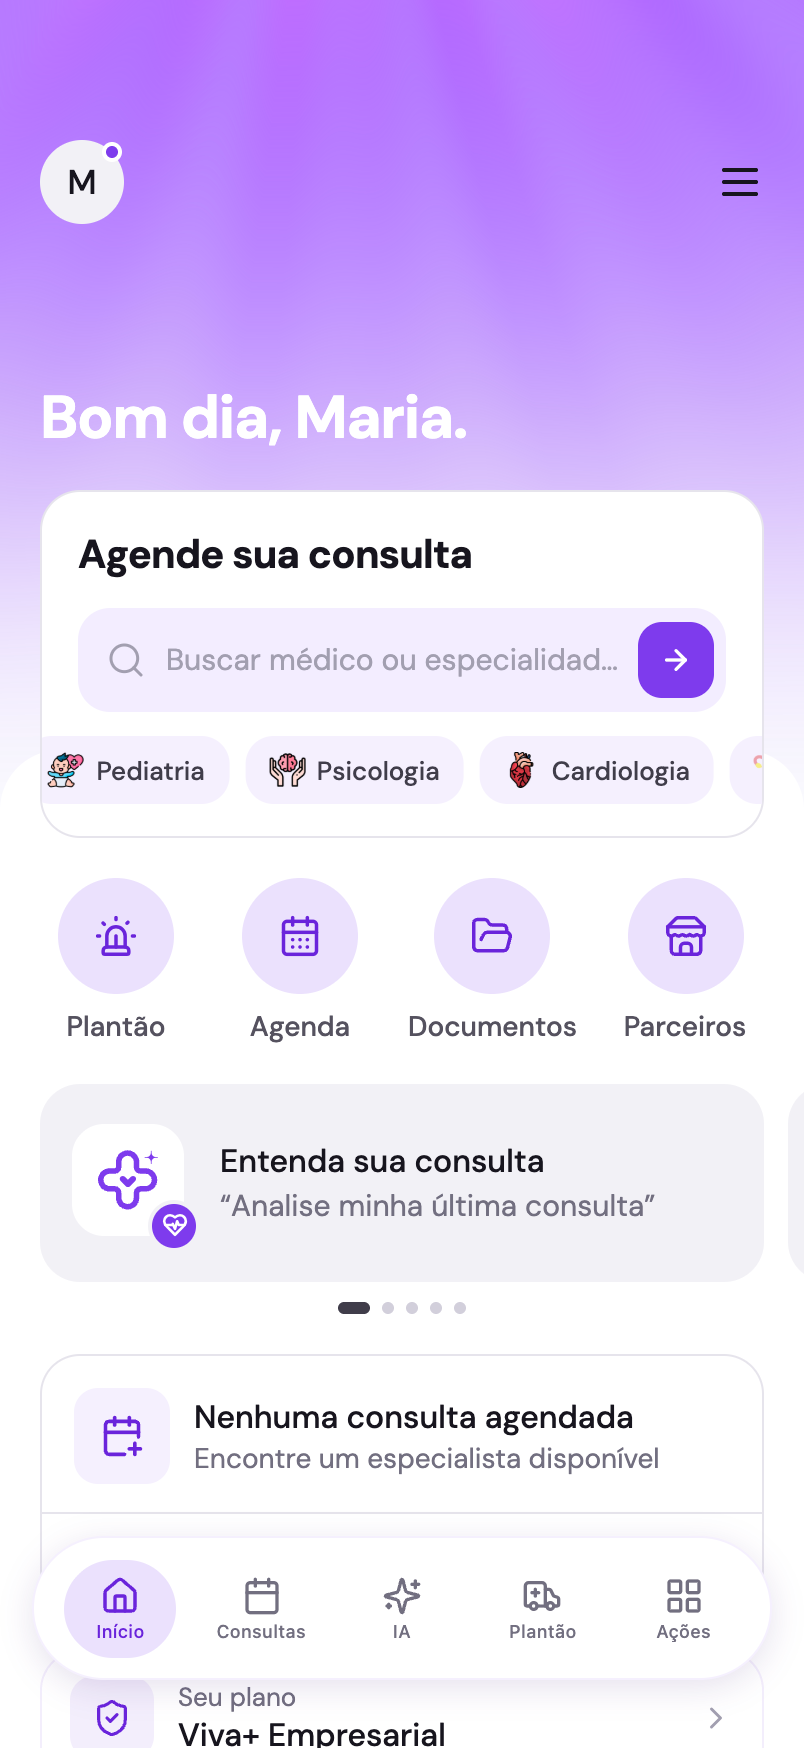 M
Bom dia, Maria.
Agende sua consulta
Buscar médico ou especialidad...
Pediatria
Psicologia
Cardiologia
Plantão
Agenda
Documentos
Parceiros
Entenda sua consulta
“Analise minha última consulta”
Nenhuma consulta agendada
Encontre um especialista disponível
Início
Consultas
IA
Plantão
Ações
Seu plano
Viva+ Empresarial